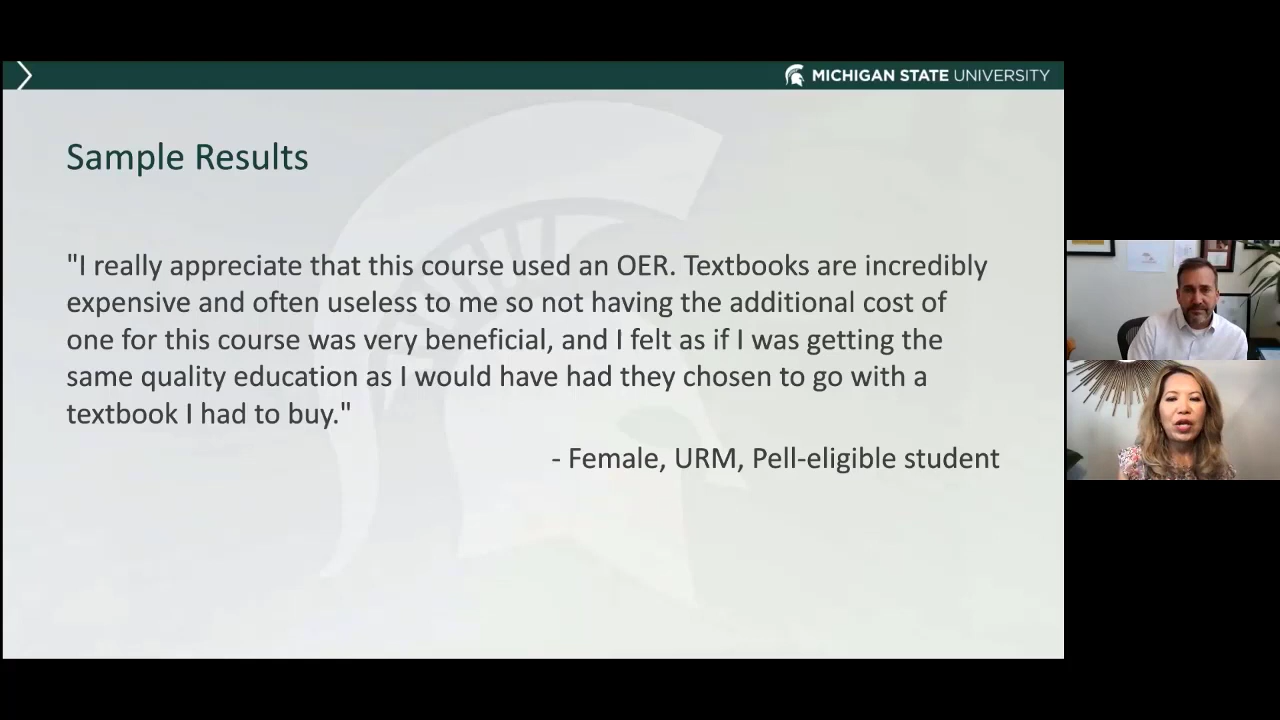 MICHIGAN STATE UNIVERSITY
Sample Results
"I really appreciate that this course used an OER. Textbooks are incredibly
expensive and often useless to me so not having the additional cost of
one for this course was very beneficial, and I felt as if I was getting the
same quality education as I would have had they chosen to go with a
textbook I had to buy."
- Female, URM, Pell-eligible student